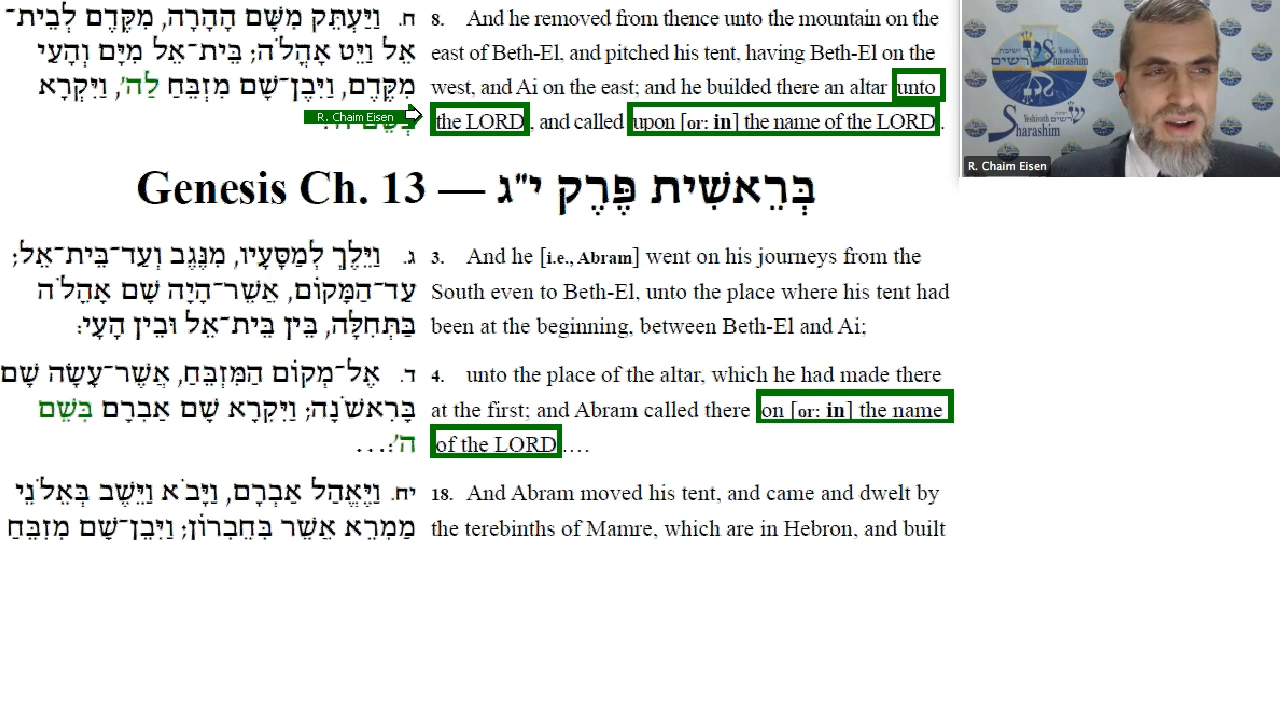 ח. וַיַּעְתֵּק מִשָּׁם הָהָרָה, מִקֶּדֶם לְבֵית־
אֵל וַיֵּט אָהֳלֹה; בֵּית־אֵל מִיָּם וְהָעַי
מִקֶּדֶם, וַיִּבֶן־שָׁם מִזְבֵּחַ לַה', וַיִּקְרָא
8. And he removed from thence unto the mountain on the
east of Beth-El, and pitched his tent, having Beth-El on the
west, and Ai on the east; and he builded there an altar unto
the LORD, and called upon [or: in] the name of the LORD.
R. Chaim Eisen
Genesis Ch. 13 — בְּרֵאשִׁית פֶּרֶק י"ג
ג. וַיֵּלֶךְ לְמַסָּעָיו, מִנֶּגֶב וְעַד־בֵּית־אֵל;
עַד־הַמָּקוֹם, אֲשֶׁר־הָיָה שָׁם אָהֳלֹה
בַּתְּחִלָּה, בֵּין בֵּית־אֵל וּבֵין הָעָי:
3. And he [i.e., Abram] went on his journeys from the
South even to Beth-El, unto the place where his tent had
been at the beginning, between Beth-El and Ai;
ד. אֶל־מְקוֹם הַמִּזְבֵּחַ, אֲשֶׁר־עָשָׂה שָׁם
בָּרִאשֹׁנָה; וַיִּקְרָא שָׁם אַבְרָם בְּשֵׁם
ה':...
4. unto the place of the altar, which he had made there
at the first; and Abram called there on [or: in] the name
of the LORD....
יח. וַיֶּאֱהַל אַבְרָם, וַיָּבֹא וַיֵּשֶׁב בְּאֵלֹנֵי
מַמְרֵא אֲשֶׁר בְּחֶבְרוֹן; וַיִּבֶן־שָׁם מִזְבֵּחַ
18. And Abram moved his tent, and came and dwelt by
the terebinths of Mamre, which are in Hebron, and built
Yeshivath
Sharashim
R. Chaim Eisen